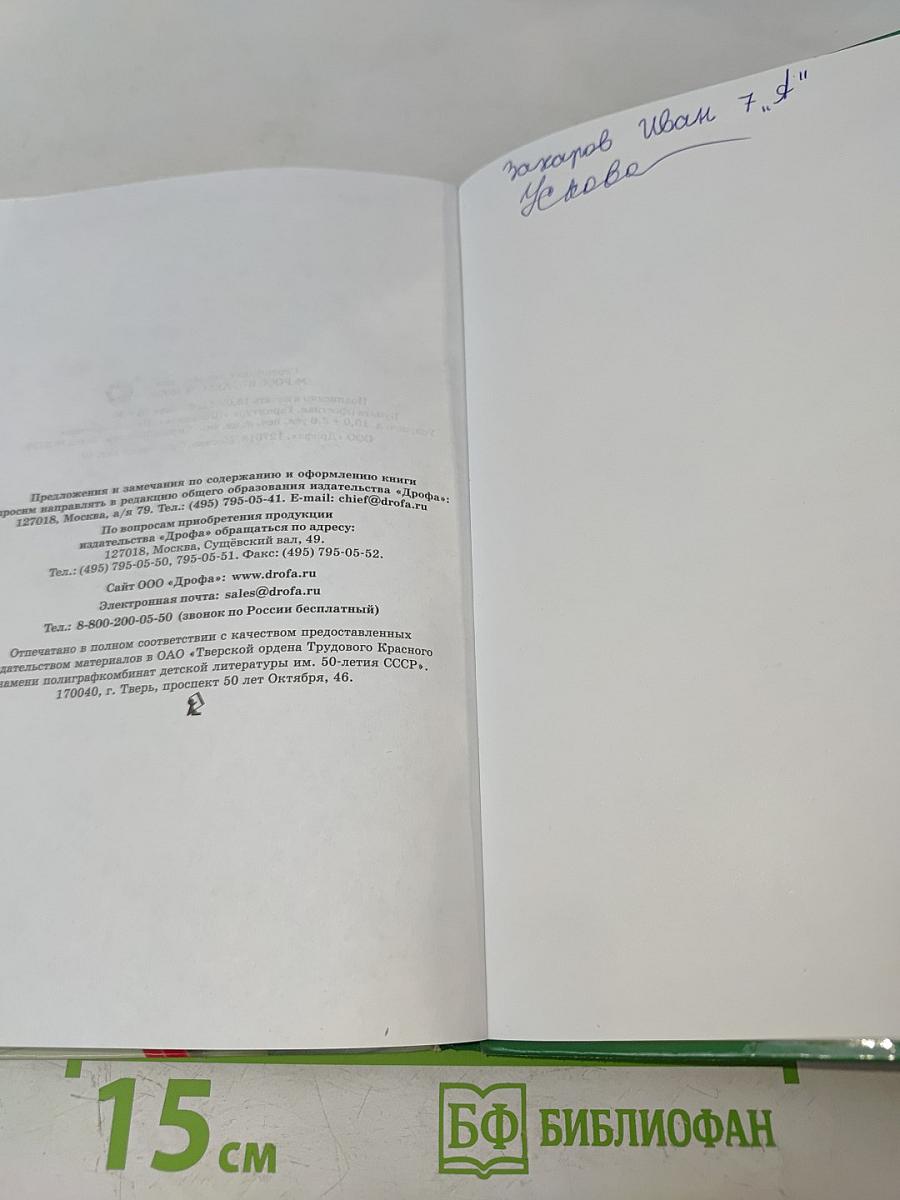 Предложения и замечания по содержанию и оформлению книги
просим направлять в редакцию общего образования издательства «Дрофа»:
127018, Москва, а/я 79. Тел.: (495) 795-05-41. E-mail: chief@drofa.ru
По вопросам приобретения продукции
издательства «Дрофа» обращаться по адресу:
127018, Москва, Сущёвский вал, 49.
Тел.: (495) 795-05-50, 795-05-51. Факс: (495) 795-05-52.
Сайт ООО «Дрофа»: www.drofa.ru
Электронная почта: sales@drofa.ru
Тел.: 8-800-200-05-50 (звонок по России бесплатный)
Отпечатано в полном соответствии с качеством предоставленных
дательством материалов в ОАО «Тверской ордена Трудового Красного
намени полиграфкомбинат детской литературы им. 50-летия СССР».
170040, г. Тверь, проспект 50 лет Октября, 46.
Захаров Иван 7 „Я"
Ускова
15 см
БФ БИБЛИОФАН